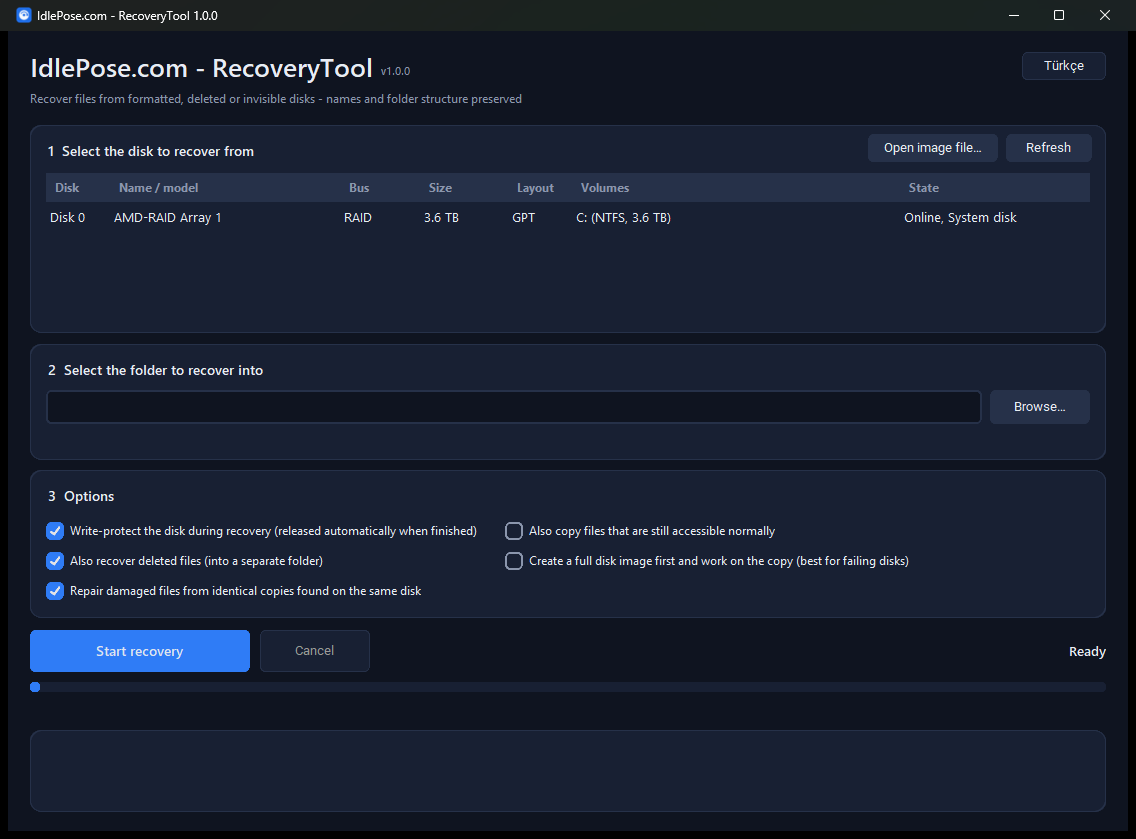 IdlePose.com - RecoveryTool 1.0.0
IdlePose.com - RecoveryTool v1.0.0
Türkçe
Recover files from formatted, deleted or invisible disks - names and folder structure preserved
1 Select the disk to recover from
Open image file...
Refresh
Disk Name / model Bus Size Layout Volumes State
Disk 0 AMD-RAID Array 1 RAID 3.6 TB GPT C: (NTFS, 3.6 TB) Online, System disk
2 Select the folder to recover into
Browse...
3 Options
Write-protect the disk during recovery (released automatically when finished)
Also copy files that are still accessible normally
Also recover deleted files (into a separate folder)
Create a full disk image first and work on the copy (best for failing disks)
Repair damaged files from identical copies found on the same disk
Start recovery
Cancel
Ready